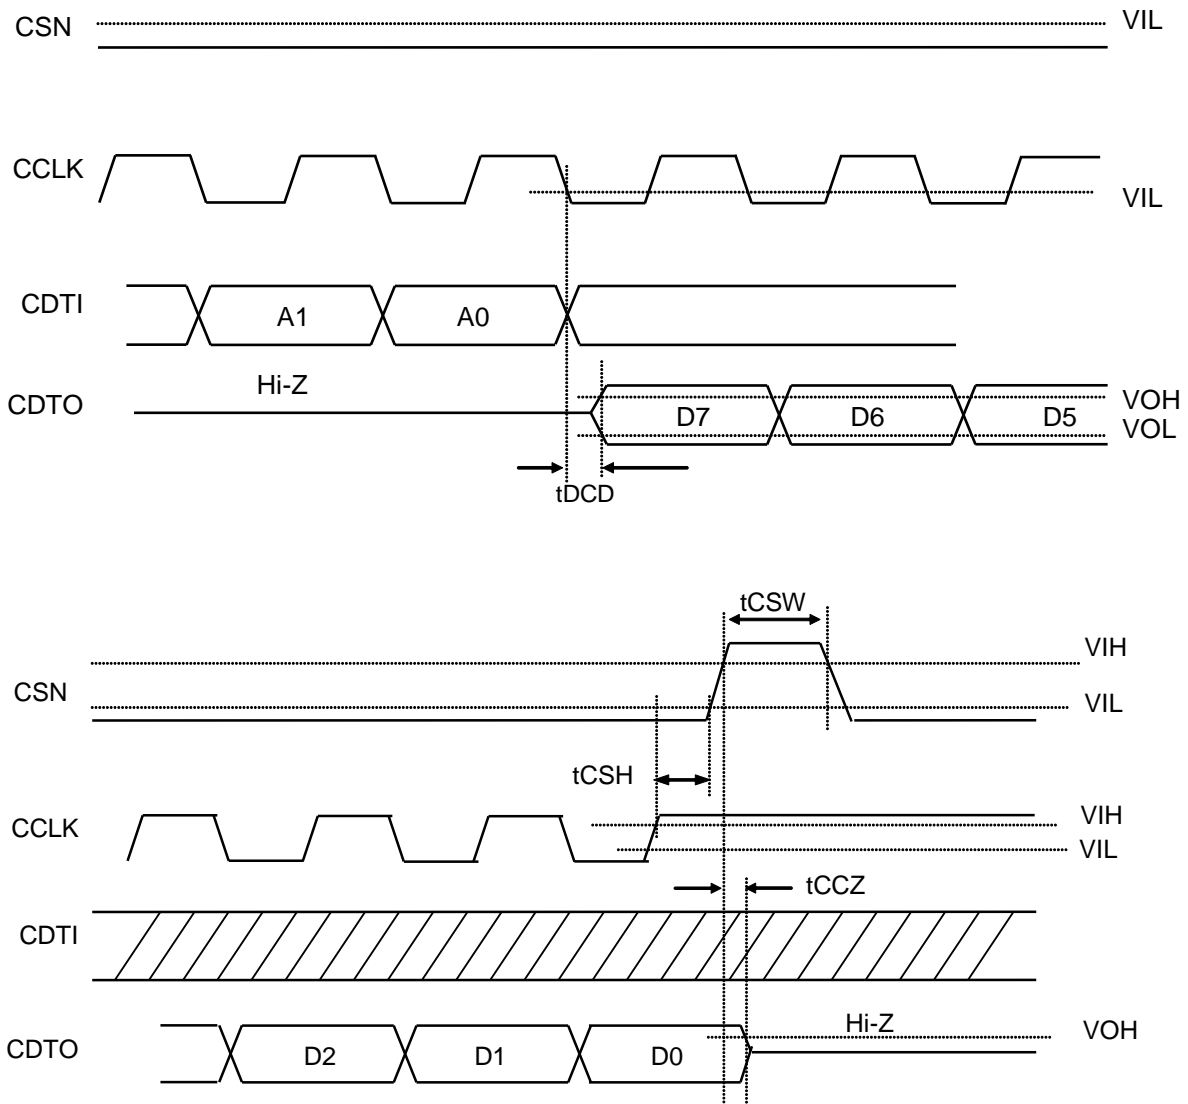 CSN VIL
CCLK
VIL
CDTI A1 A0
Hi-Z
CDTO D7 D6 D5 VOH
VOL
tDCD
tCSW
VIH
CSN VIL
tCSH
CCLK VIH
VIL
tCCZ
CDTI
Hi-Z VOH
CDTO D2 D1 D0